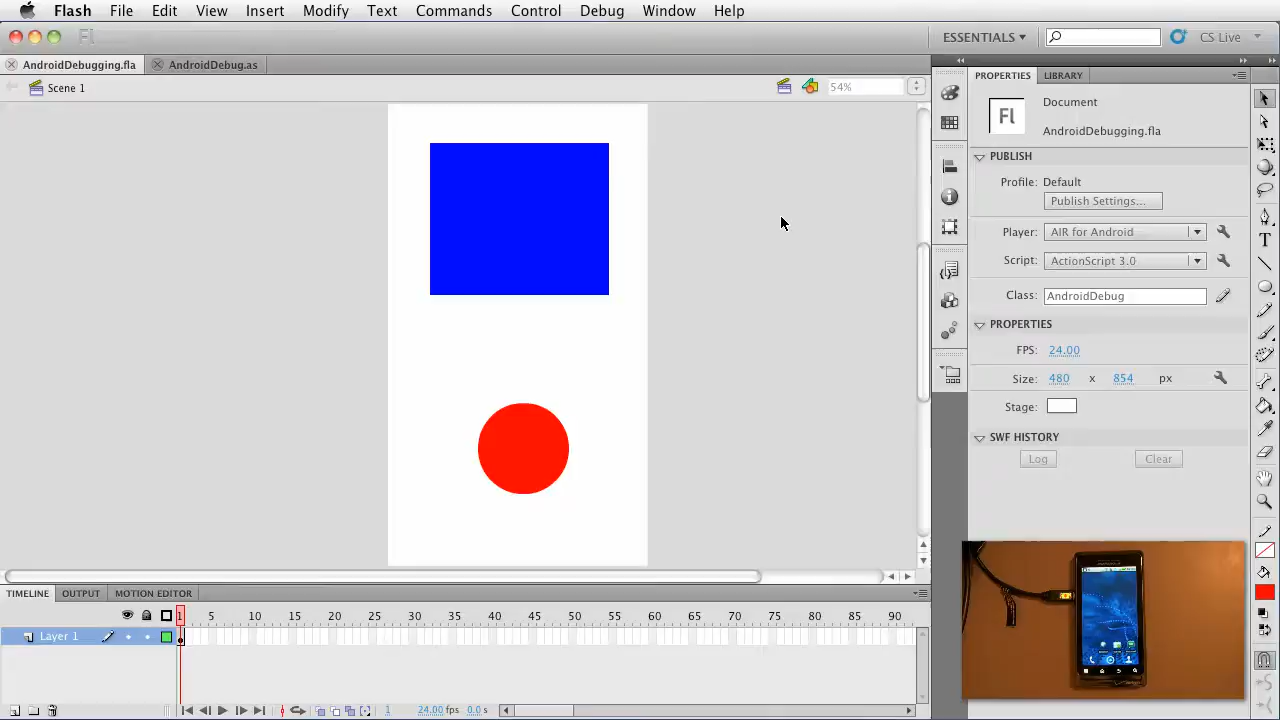 Flash File Edit View Insert Modify Text Commands Control Debug Window Help
Fl ESSENTIALS CS Live
AndroidDebugging.fla AndroidDebug.as
Scene 1 54%
PROPERTIES LIBRARY
Fl
Document
AndroidDebugging.fla
PUBLISH
Profile: Default
Publish Settings...
Player: AIR for Android
Script: ActionScript 3.0
Class: AndroidDebug
PROPERTIES
FPS: 24.00
Size: 480 x 854 px
Stage:
SWF HISTORY
Log Clear
TIMELINE OUTPUT MOTION EDITOR
1 5 10 15 20 25 30 35 40 45 50 55 60 65 70 75 80 85 90
Layer 1
1 24.00 fps 0.0 s